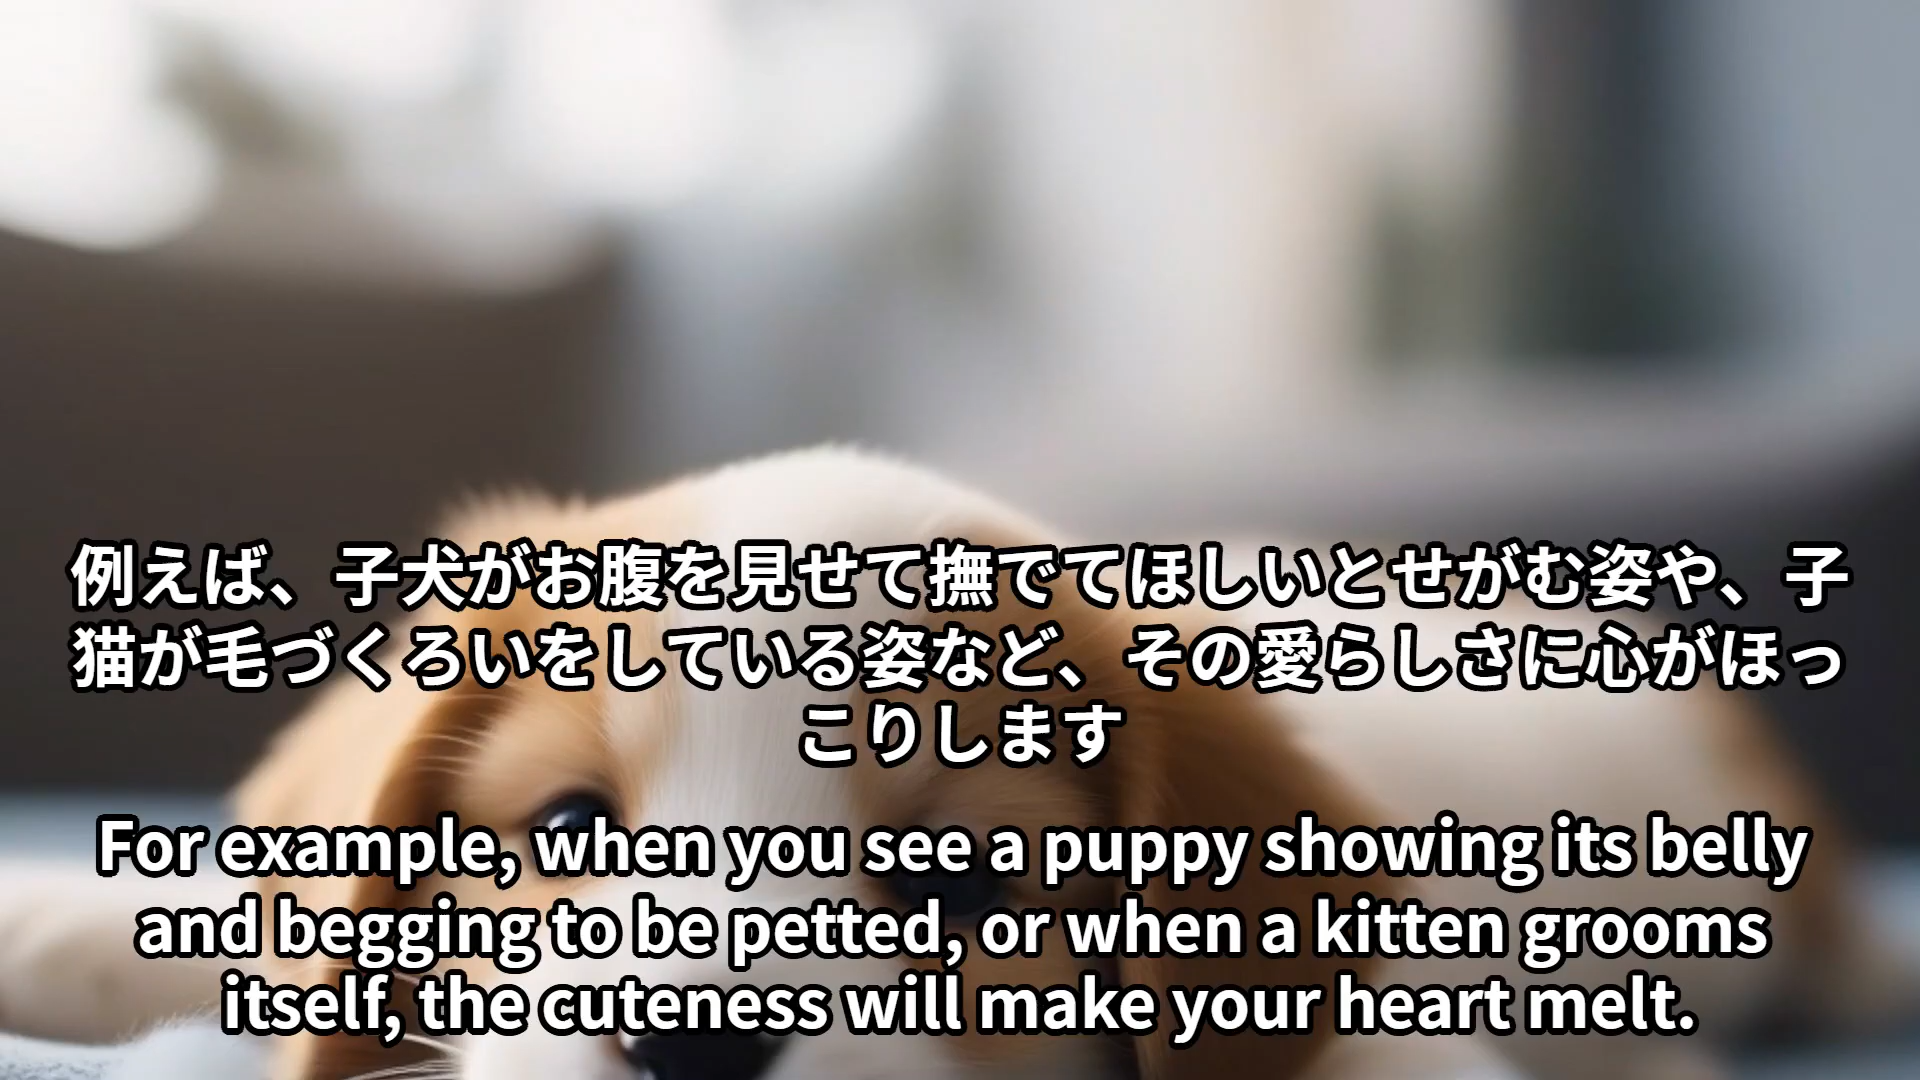 例えば、子犬がお腹を見せて撫でてほしいとせがむ姿や、子
猫が毛づくろいをしている姿など、その愛らしさに心がほっ
こりします
For example, when you see a puppy showing its belly
and begging to be petted, or when a kitten grooms
itself, the cuteness will make your heart melt.